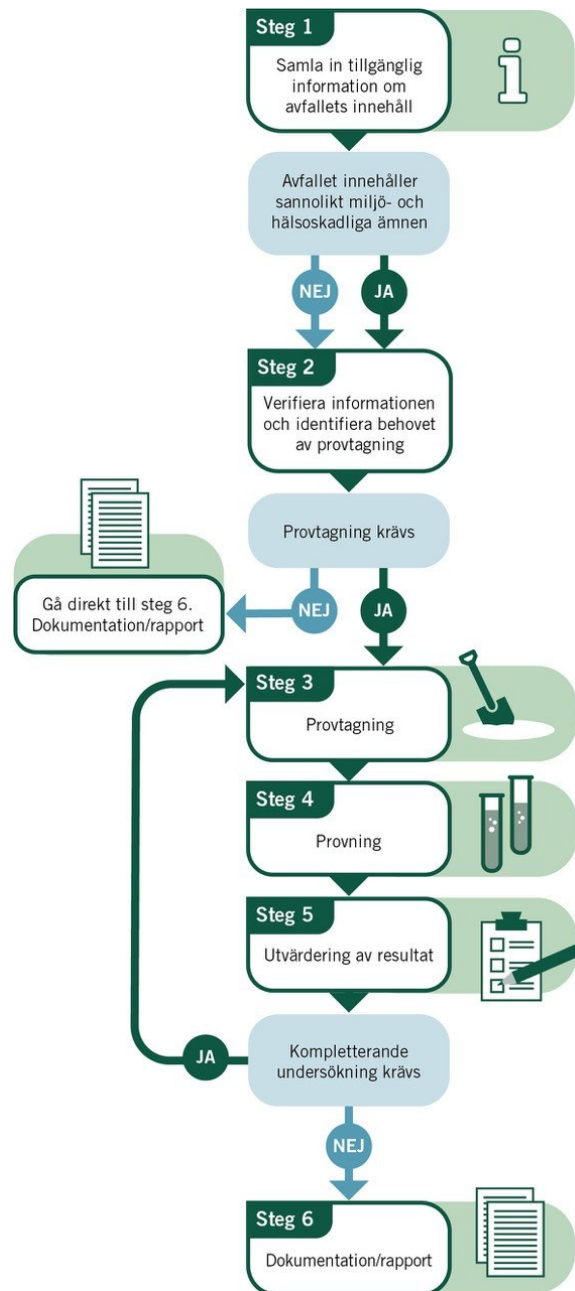 Steg 1
Samla in tillgänglig
information om
avfallets innehåll
Avfallet innehåller
sannolikt miljö- och
hälsoskadliga ämnen
NEJ
JA
Steg 2
Verifiera informationen
och identifiera behovet
av provtagning
Provtagning krävs
NEJ
JA
Gå direkt till steg 6.
Dokumentation/rapport
Steg 3
Provtagning
Steg 4
Provning
Steg 5
Utvärdering av resultat
Kompletterande
undersökning krävs
JA
NEJ
Steg 6
Dokumentation/rapport